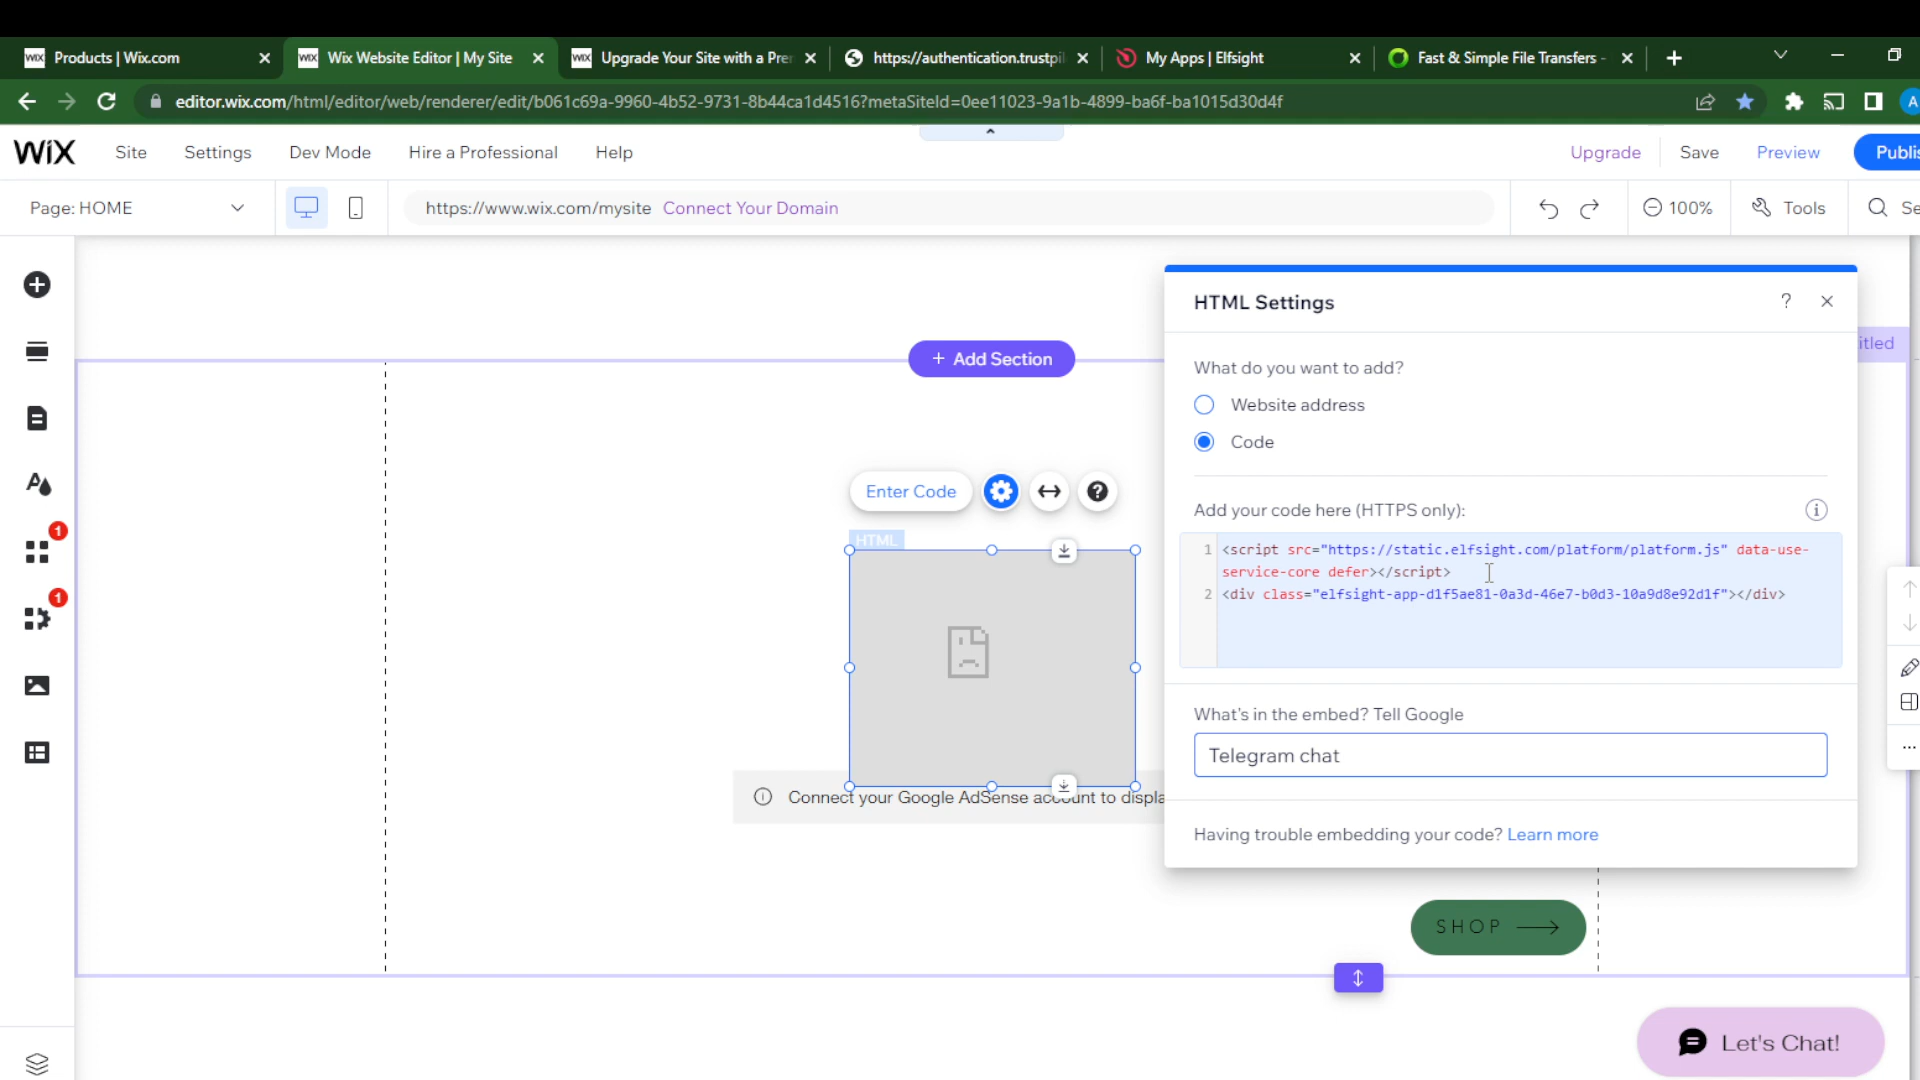 Products | Wix.com
Wix Website Editor | My Site
Upgrade Your Site with a Prer
https://authentication.trustpil
My Apps | Elfsight
Fast & Simple File Transfers -
editor.wix.com/html/editor/web/renderer/edit/b061c69a-9960-4b52-9731-8b44ca1d4516?metaSiteId=0ee11023-9a1b-4899-ba6f-ba1015d30d4f
A
WiX
Site
Settings
Dev Mode
Hire a Professional
Help
Upgrade
Save
Preview
Publis
Page: HOME
https://www.wix.com/mysite Connect Your Domain
100%
Tools
Se
HTML Settings
?
itled
+ Add Section
What do you want to add?
Website address
Code
Enter Code
?
Add your code here (HTTPS only):
HTML
1 <script src="https://static.elfsight.com/platform/platform.js" data-use-
service-core defer></script>
2 <div class="elfsight-app-d1f5ae81-0a3d-46e7-b0d3-10a9d8e92d1f"></div>
1
1
What's in the embed? Tell Google
Telegram chat
Connect your Google AdSense account to displa
Having trouble embedding your code? Learn more
SHOP
Let's Chat!